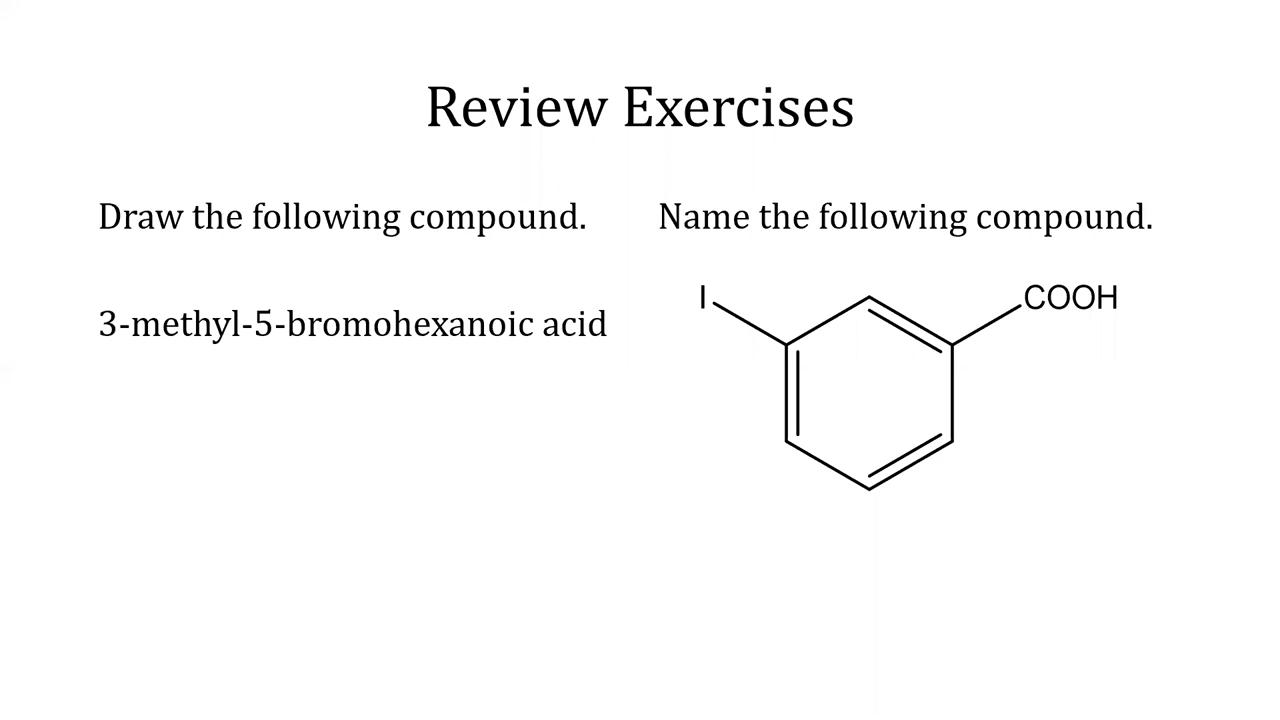 Review Exercises
Draw the following compound.
3-methyl-5-bromohexanoic acid
Name the following compound.
I
COOH